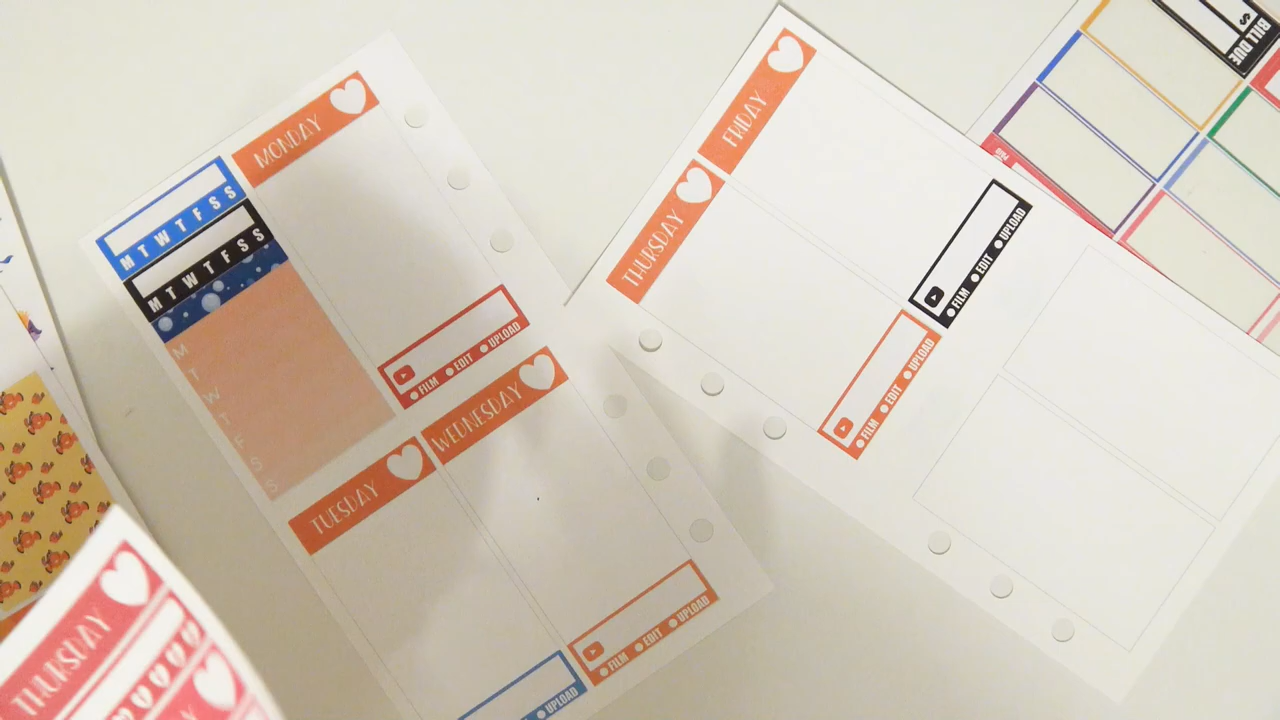 MONDAY
M T W T F S S
M T W T F S S
M
T
W
T
F
S
S
FILM EDIT UPLOAD
TUESDAY
WEDNESDAY
FILM EDIT UPLOAD
UPLOAD
THURSDAY
FRIDAY
FILM EDIT UPLOAD
FILM EDIT UPLOAD
BILL DUE
$
THURSDAY